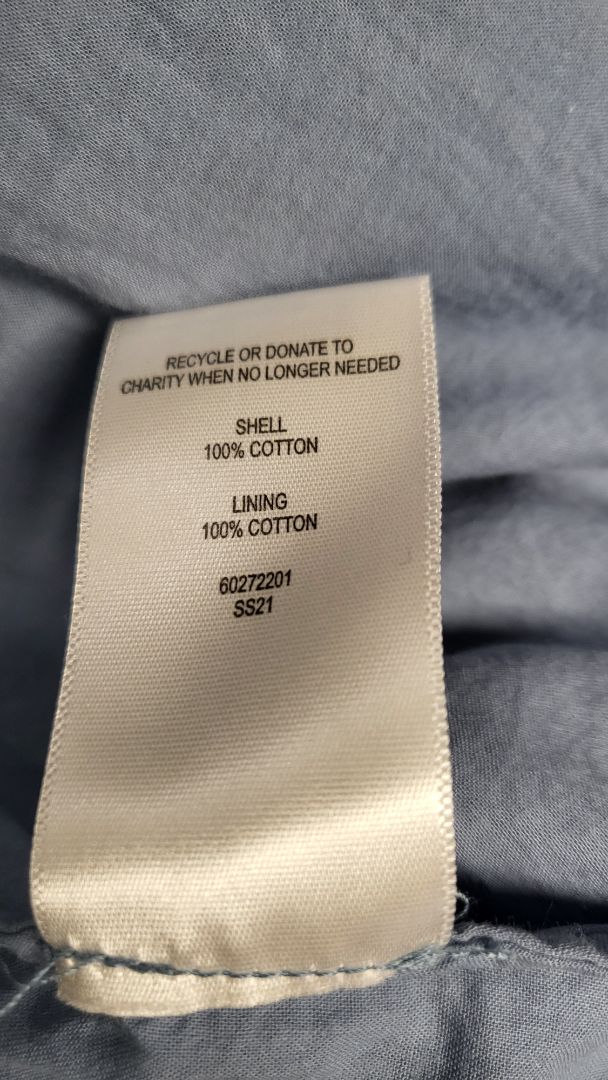 RECYCLE OR DONATE TO
CHARITY WHEN NO LONGER NEEDED
SHELL
100% COTTON
LINING
100% COTTON
60272201
SS21